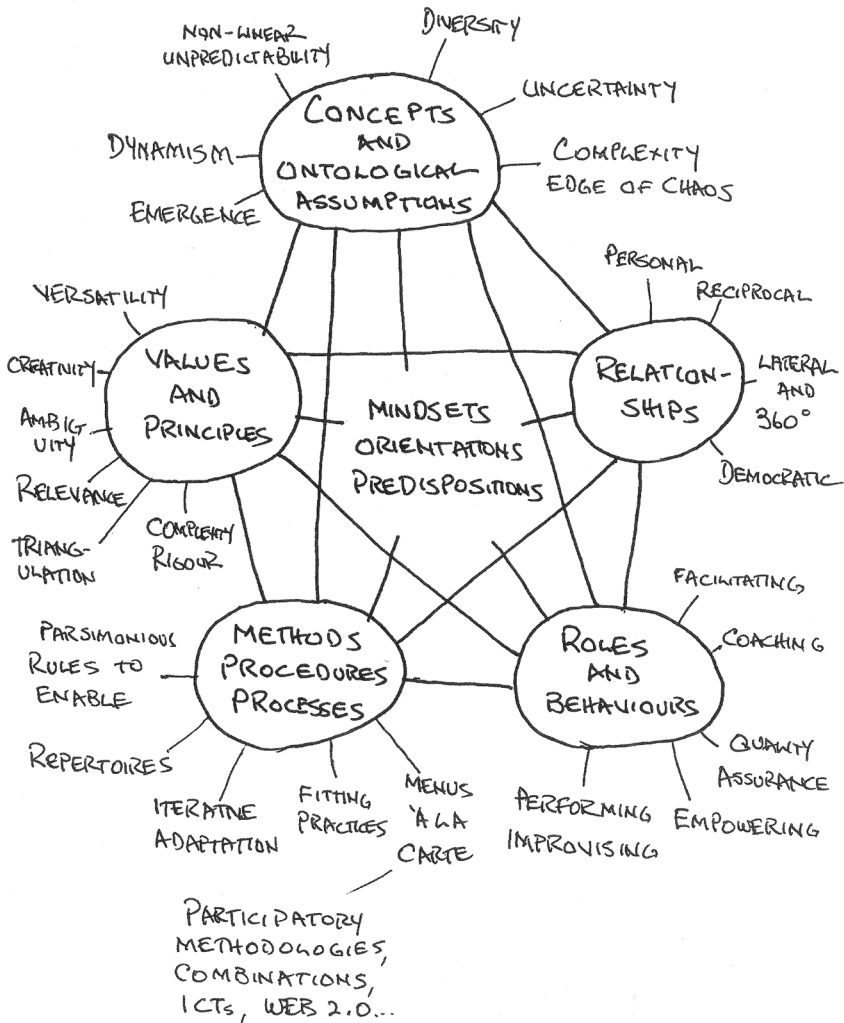 NON-LINEAR
UNPREDICTABILITY
DIVERSITY
UNCERTAINTY
COMPLEXITY
EDGE OF CHAOS
DYNAMISM
EMERGENCE
CONCEPTS
AND
ONTOLOGICAL
ASSUMPTIONS
PERSONAL
RECIPROCAL
LATERAL
AND
360°
DEMOCRATIC
RELATION-
SHIPS
VERSATILITY
CREATIVITY
AMBIG
UITY
RELEVANCE
TRIANG-
ULATION
COMPLEXITY
RIGOUR
VALUES
AND
PRINCIPLES
MINDSETS
ORIENTATIONS
PREDISPOSITIONS
METHODS
PROCEDURES
PROCESSES
PARSIMONIOUS
RULES TO
ENABLE
REPERTOIRES
ITERATIVE
ADAPTATION
FITTING
PRACTICES
MENUS
'A LA
CARTE
PARTICIPATORY
METHODOLOGIES,
COMBINATIONS,
ICTs, WEB 2.0...
ROLES
AND
BEHAVIOURS
FACILITATING
COACHING
QUALITY
ASSURANCE
EMPOWERING
PERFORMING
IMPROVISING